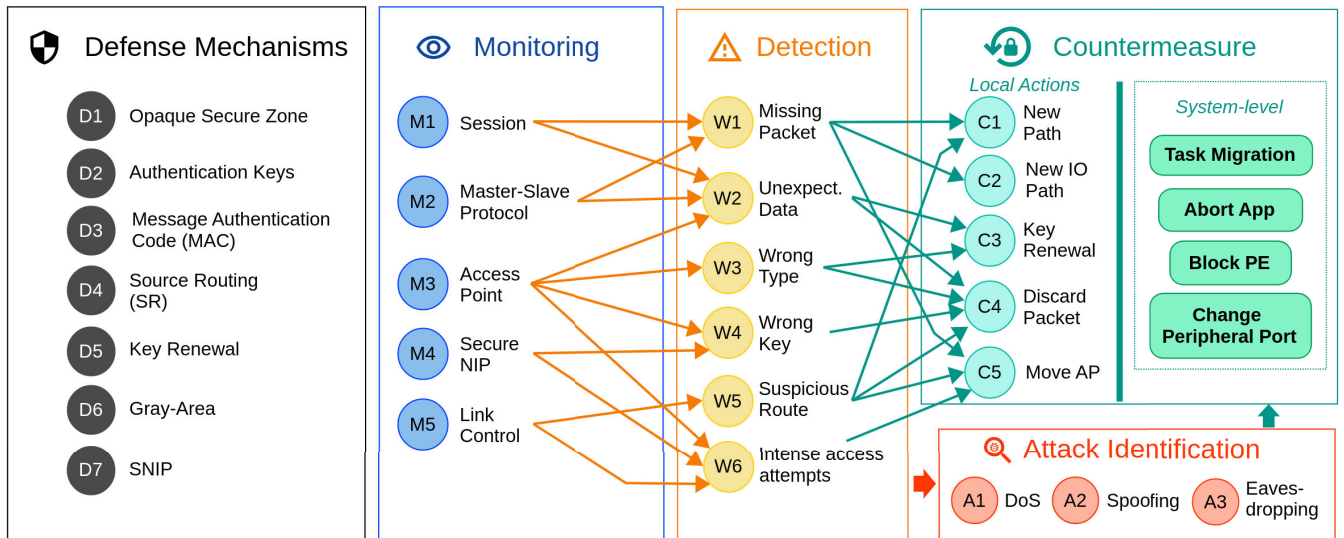 Defense Mechanisms
D1 Opaque Secure Zone
D2 Authentication Keys
D3 Message Authentication
Code (MAC)
D4 Source Routing
(SR)
D5 Key Renewal
D6 Gray-Area
D7 SNIP
Monitoring
M1 Session
M2 Master-Slave
Protocol
M3 Access
Point
M4 Secure
NIP
M5 Link
Control
Detection
W1 Missing
Packet
W2 Unexpect.
Data
W3 Wrong
Type
W4 Wrong
Key
W5 Suspicious
Route
W6 Intense access
attempts
Countermeasure
Local Actions
C1 New
Path
C2 New IO
Path
C3 Key
Renewal
C4 Discard
Packet
C5 Move AP
System-level
Task Migration
Abort App
Block PE
Change
Peripheral Port
Attack Identification
A1 DoS
A2 Spoofing
A3 Eaves-
dropping